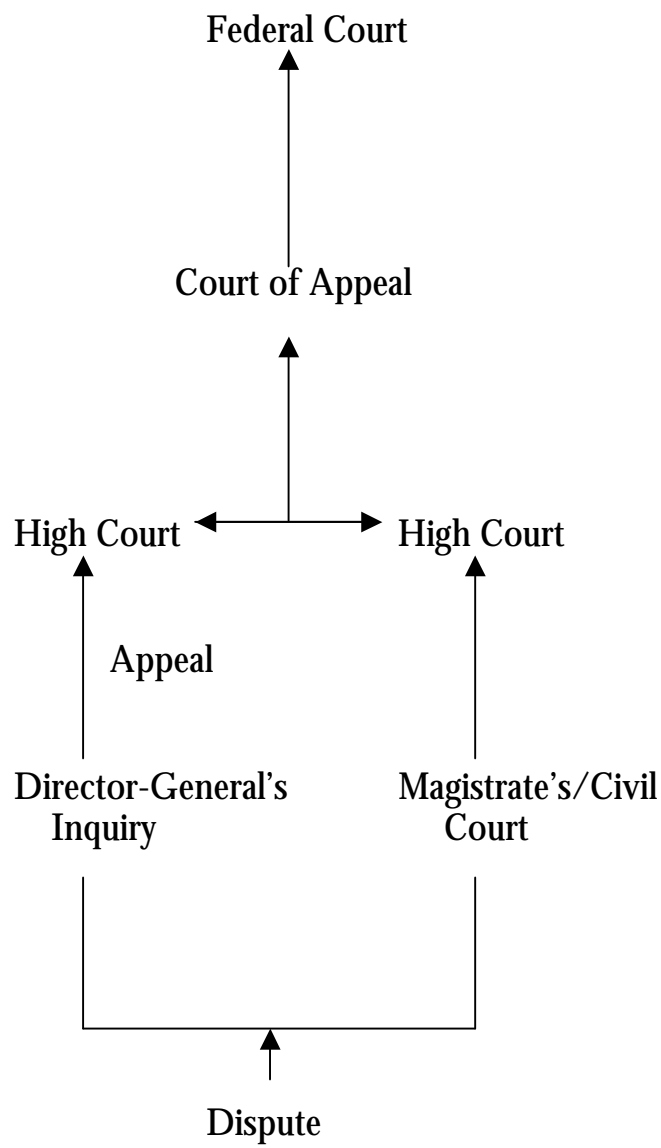 Federal Court
Court of Appeal
High Court
High Court
Appeal
Director-General's
Inquiry
Magistrate's/Civil
Court
Dispute